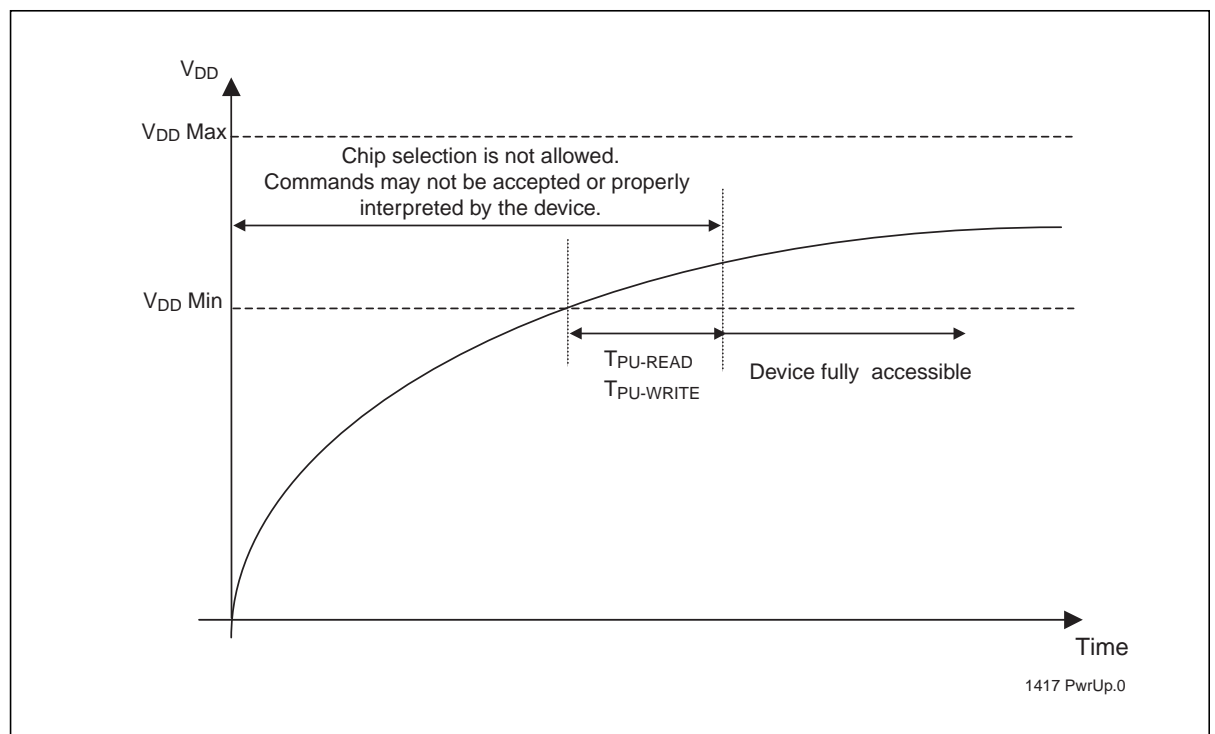 VDD
VDD Max
Chip selection is not allowed.
Commands may not be accepted or properly
interpreted by the device.
VDD Min
TPU-READ
TPU-WRITE
Device fully accessible
Time
1417 PwrUp.0